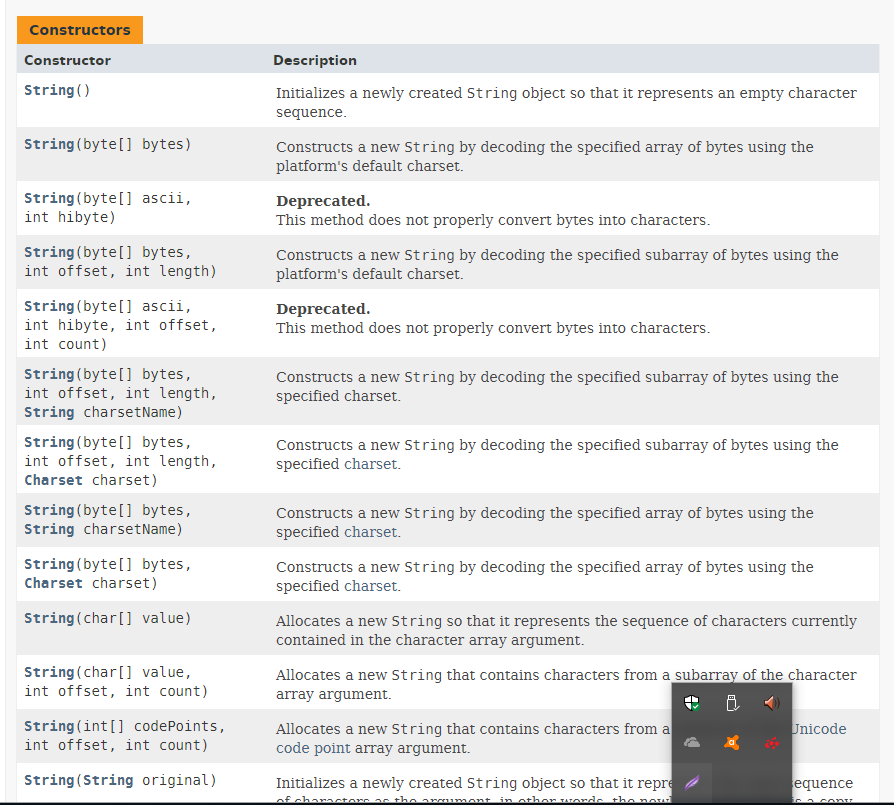 Constructors
Constructor Description
String() Initializes a newly created String object so that it represents an empty character
sequence.
String(byte[] bytes) Constructs a new String by decoding the specified array of bytes using the
platform's default charset.
String(byte[] ascii, Deprecated.
int hibyte) This method does not properly convert bytes into characters.
String(byte[] bytes, Constructs a new String by decoding the specified subarray of bytes using the
int offset, int length) platform's default charset.
String(byte[] ascii, Deprecated.
int hibyte, int offset, This method does not properly convert bytes into characters.
int count)
String(byte[] bytes, Constructs a new String by decoding the specified subarray of bytes using the
int offset, int length, specified charset.
String charsetName)
String(byte[] bytes, Constructs a new String by decoding the specified subarray of bytes using the
int offset, int length, specified charset.
Charset charset)
String(byte[] bytes, Constructs a new String by decoding the specified array of bytes using the
String charsetName) specified charset.
String(byte[] bytes, Constructs a new String by decoding the specified array of bytes using the
Charset charset) specified charset.
String(char[] value) Allocates a new String so that it represents the sequence of characters currently
contained in the character array argument.
String(char[] value, Allocates a new String that contains characters from a subarray of the character
int offset, int count) array argument.
String(int[] codePoints, Allocates a new String that contains characters from a Unicode
int offset, int count) code point array argument.
String(String original) Initializes a newly created String object so that it sequence
of characters as the argument; in other words, the is a copy